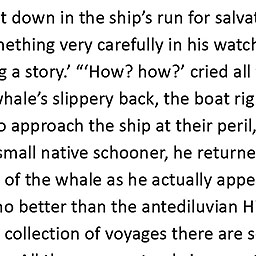 t down in the ship’s run for salvat
mething very carefully in his watch
g a story.’ “‘How? how?’ cried all
whale’s slippery back, the boat rig
o approach the ship at their peril,
small native schooner, he returne
of the whale as he actually appe
no better than the antediluvian H
collection of voyages there are s